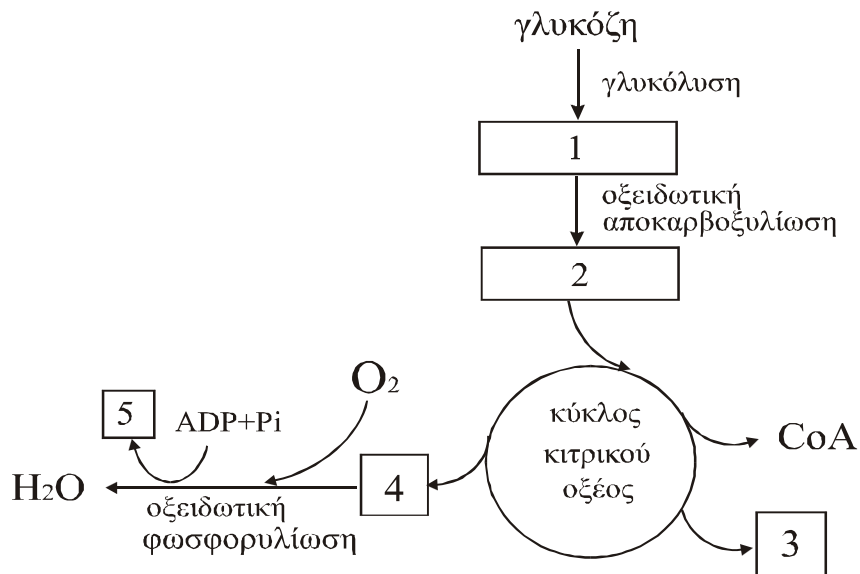 γλυκόζη
γλυκόλυση
1
οξειδωτική
αποκαρβοξυλίωση
2
O2
5
ADP+Pi
κύκλος
κιτρικού
οξέος
CoA
H2O
4
οξειδωτική
φωσφορυλίωση
3